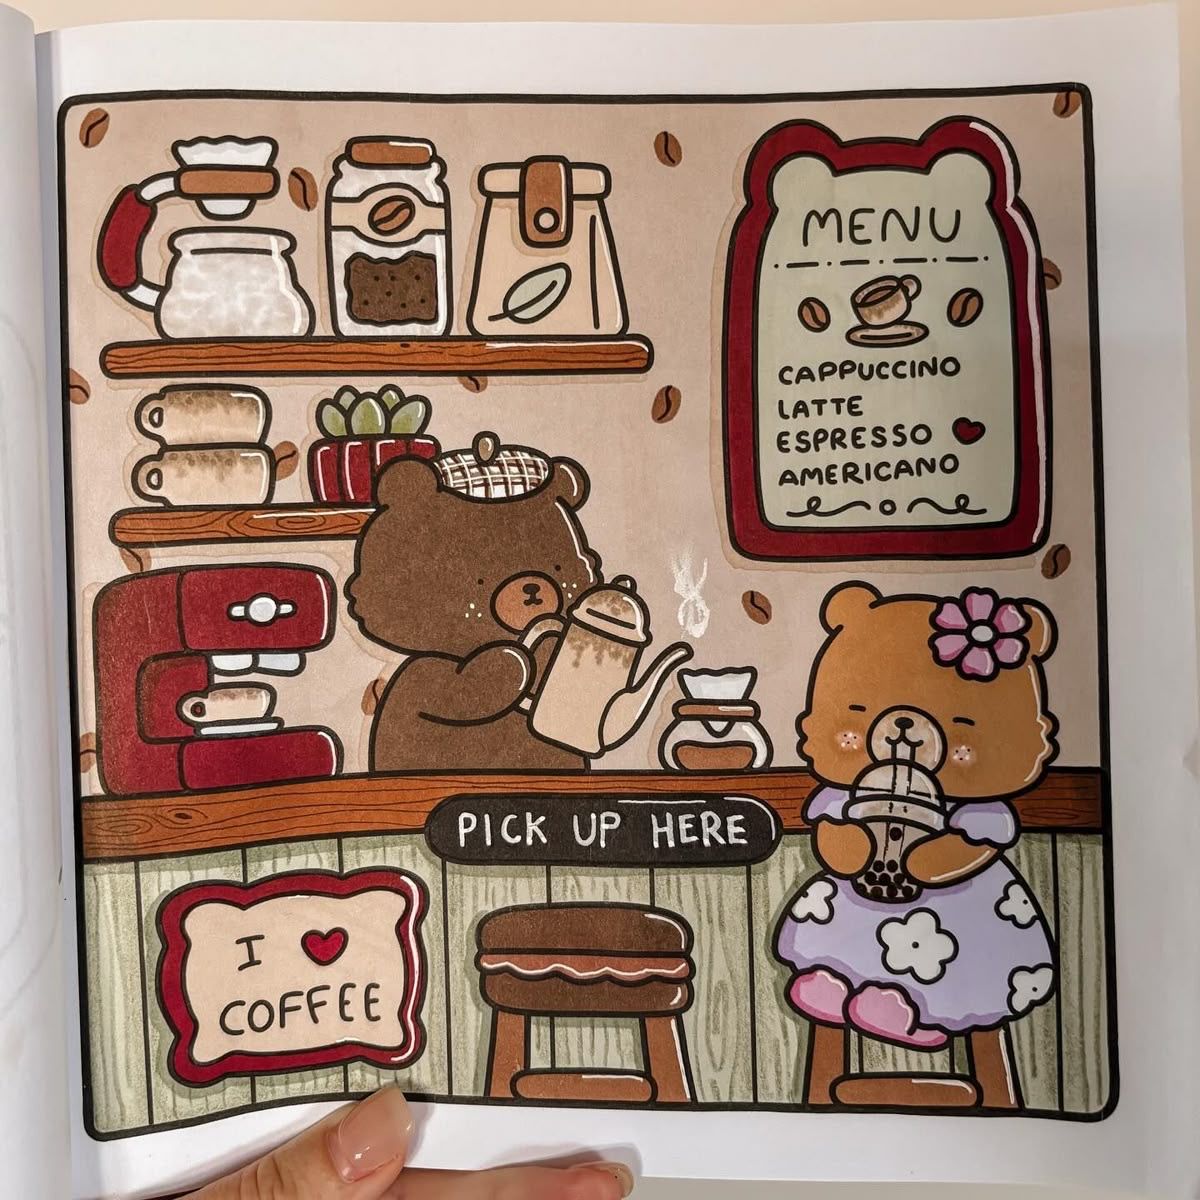 MENU
CAPPUCCINO
LATTE
ESPRESSO
AMERICANO
PICK UP HERE
I ♥
COFFEE